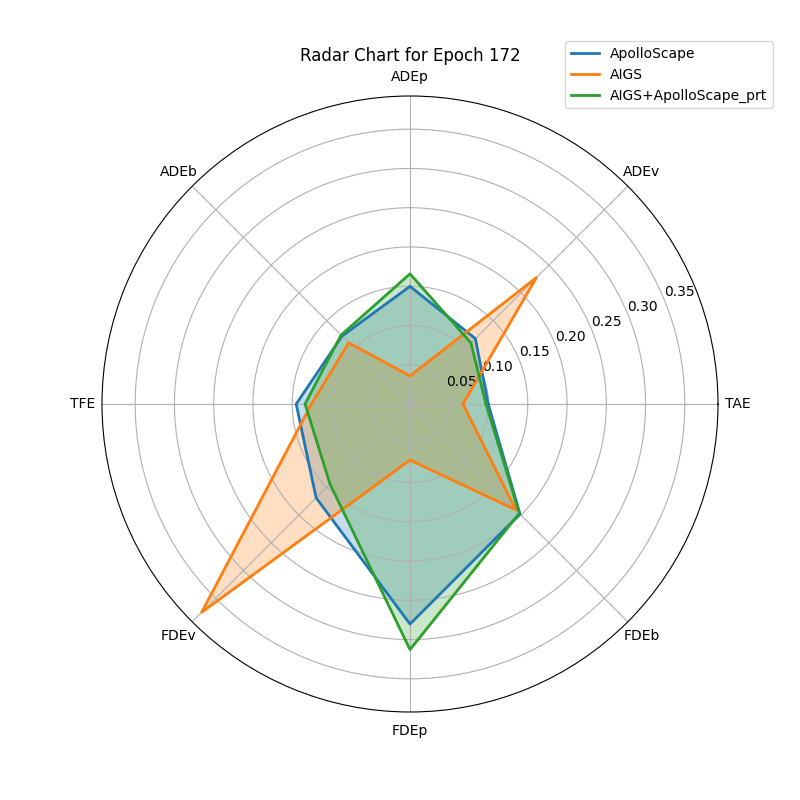 Radar Chart for Epoch 172
ApolloScape
AIGS
AIGS+ApolloScape_prt
ADEp
ADEb
ADEv
0.35
0.30
0.25
0.20
0.15
0.10
0.05
TFE
TAE
FDEv
FDEb
FDEp